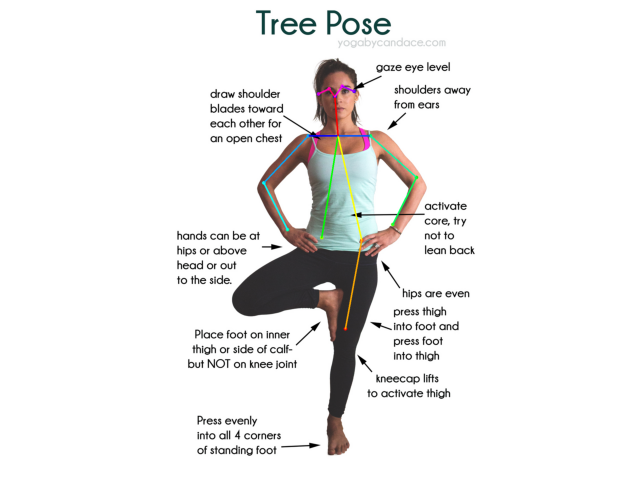 Tree Pose
yogabycandace.com
gaze eye level
draw shoulder
blades toward
each other for
an open chest
shoulders away
from ears
activate
core, try
not to
lean back
hands can be at
hips or above
head or out
to the side.
hips are even
press thigh
into foot and
press foot
into thigh
Place foot on inner
thigh or side of calf-
but NOT on knee joint
kneecap lifts
to activate thigh
Press evenly
into all 4 corners
of standing foot